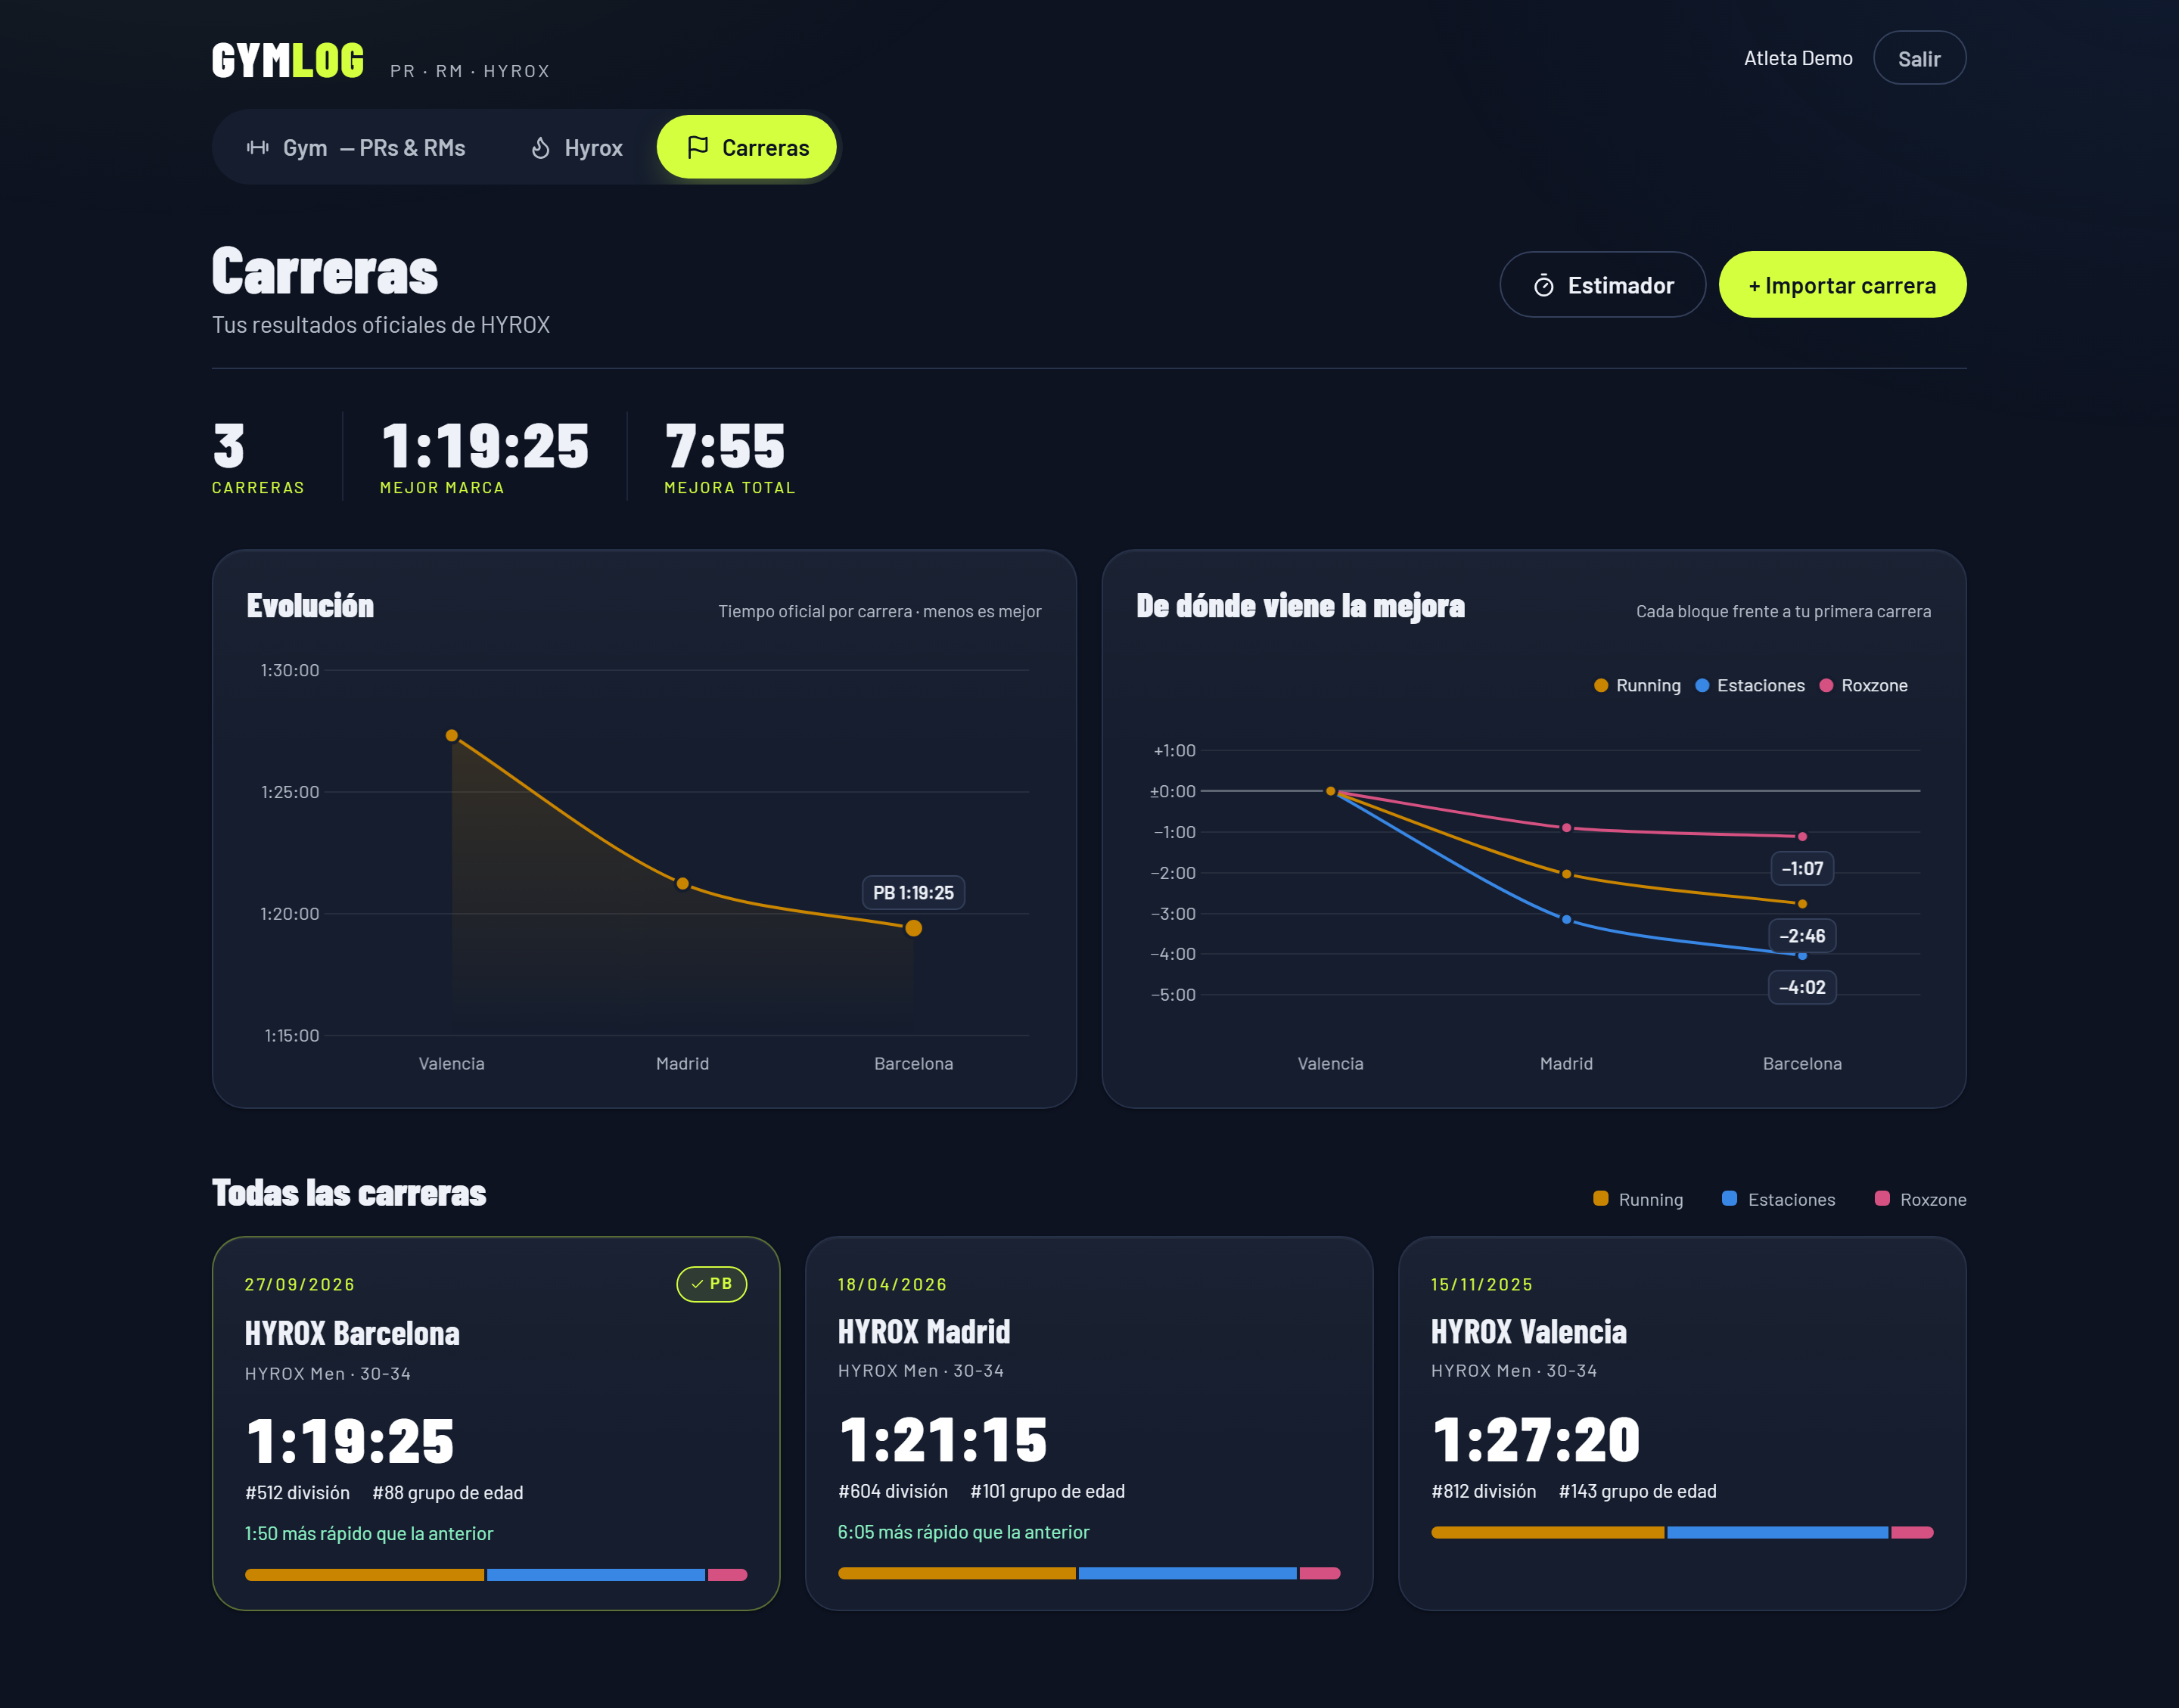 GYMLOG PR · RM · HYROX
Atleta Demo Salir
Gym — PRs & RMs Hyrox Carreras
Carreras
Tus resultados oficiales de HYROX
Estimador + Importar carrera
3 1:19:25 7:55
CARRERAS MEJOR MARCA MEJORA TOTAL
Evolución Tiempo oficial por carrera · menos es mejor
1:30:00
1:25:00
PB 1:19:25
1:20:00
1:15:00
Valencia Madrid Barcelona
De dónde viene la mejora Cada bloque frente a tu primera carrera
Running Estaciones Roxzone
+1:00
±0:00
−1:00
−1:07
−2:00
−3:00
−2:46
−4:00
−4:02
−5:00
Valencia Madrid Barcelona
Todas las carreras Running Estaciones Roxzone
27/09/2026 PB
HYROX Barcelona
HYROX Men · 30-34
1:19:25
#512 división #88 grupo de edad
1:50 más rápido que la anterior
18/04/2026
HYROX Madrid
HYROX Men · 30-34
1:21:15
#604 división #101 grupo de edad
6:05 más rápido que la anterior
15/11/2025
HYROX Valencia
HYROX Men · 30-34
1:27:20
#812 división #143 grupo de edad